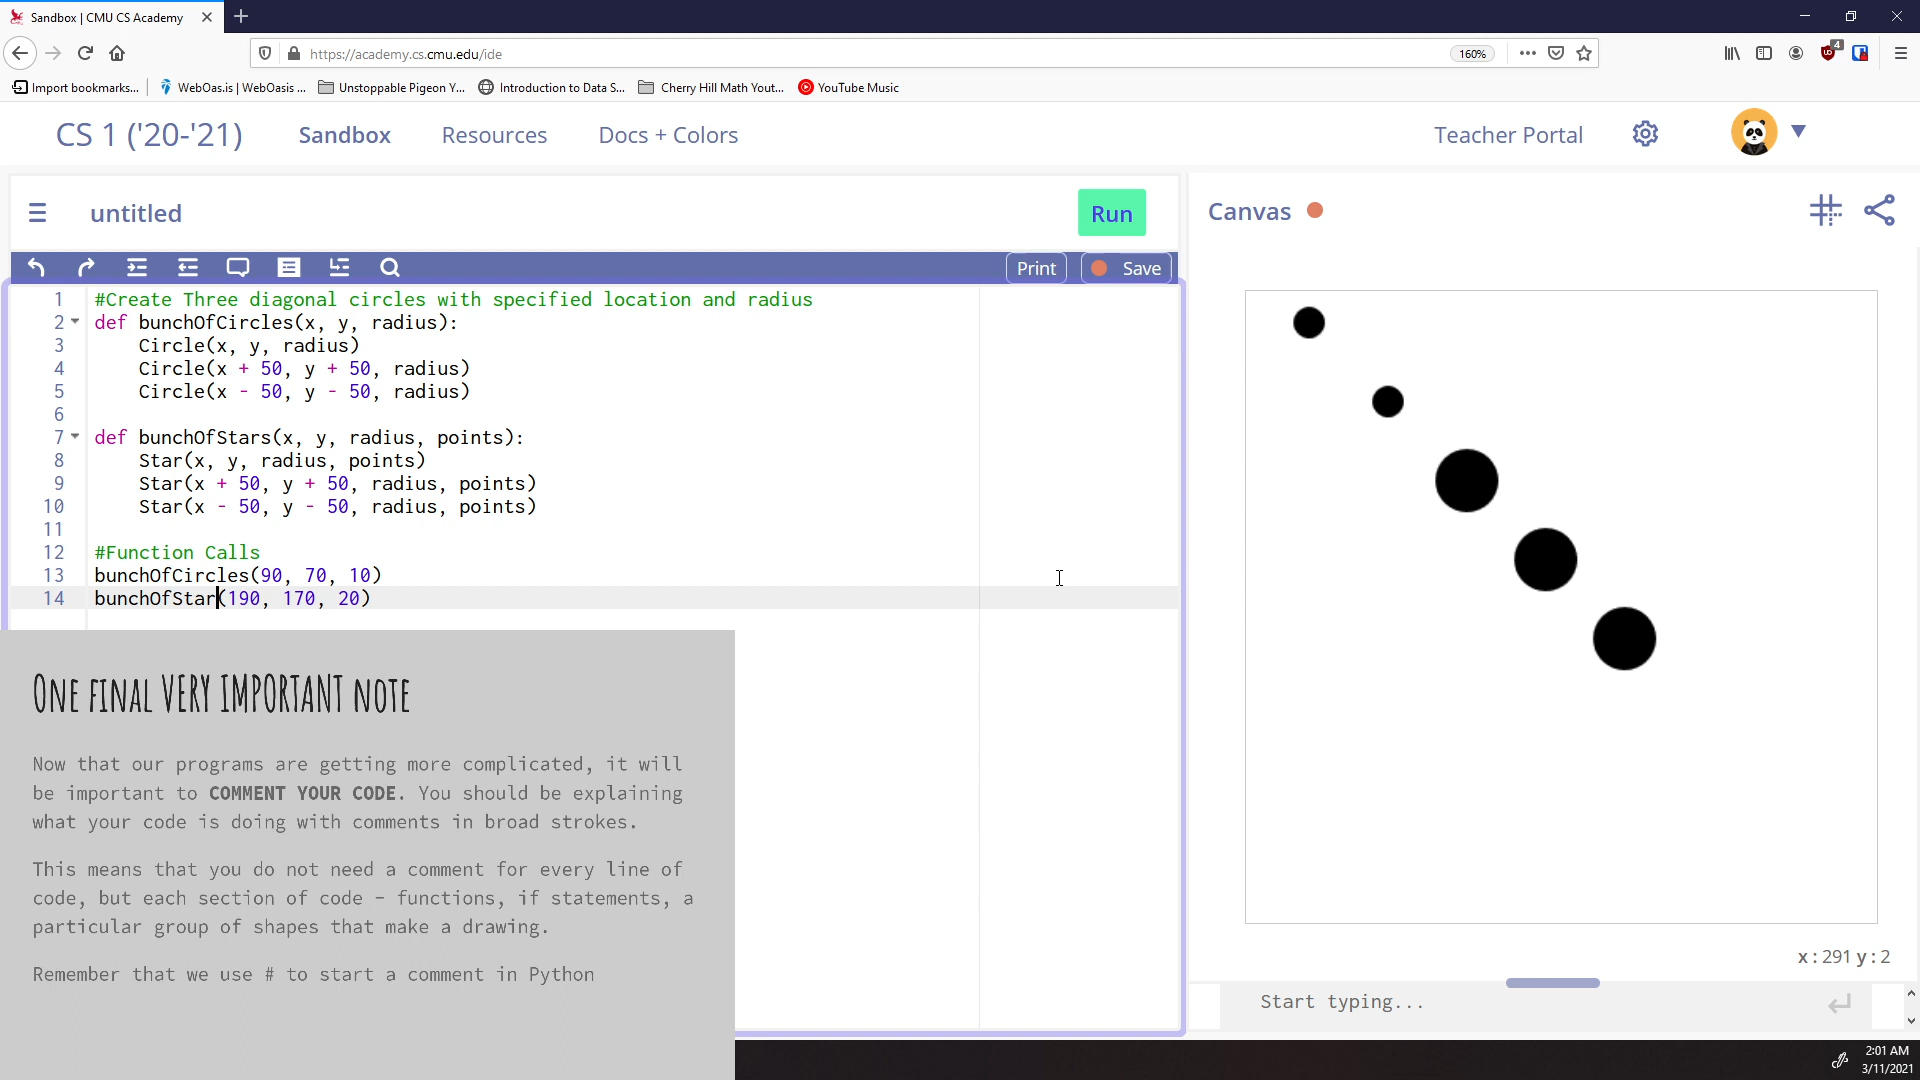 Sandbox | CMU CS Academy
https://academy.cs.cmu.edu/ide
160%
4
Import bookmarks...
WebOas.is | WebOasis ...
Unstoppable Pigeon Y...
Introduction to Data S...
Cherry Hill Math Yout...
YouTube Music
CS 1 ('20-'21)
Sandbox
Resources
Docs + Colors
Teacher Portal
untitled
Run
Canvas
Print
Save
1 #Create Three diagonal circles with specified location and radius
2 def bunchOfCircles(x, y, radius):
3 Circle(x, y, radius)
4 Circle(x + 50, y + 50, radius)
5 Circle(x - 50, y - 50, radius)
6
7 def bunchOfStars(x, y, radius, points):
8 Star(x, y, radius, points)
9 Star(x + 50, y + 50, radius, points)
10 Star(x - 50, y - 50, radius, points)
11
12 #Function Calls
13 bunchOfCircles(90, 70, 10)
14 bunchOfStar(190, 170, 20)
One final VERY IMPORTANT note
Now that our programs are getting more complicated, it will
be important to COMMENT YOUR CODE. You should be explaining
what your code is doing with comments in broad strokes.
This means that you do not need a comment for every line of
code, but each section of code - functions, if statements, a
particular group of shapes that make a drawing.
Remember that we use # to start a comment in Python
x: 291 y: 2
Start typing...
2:01 AM
3/11/2021